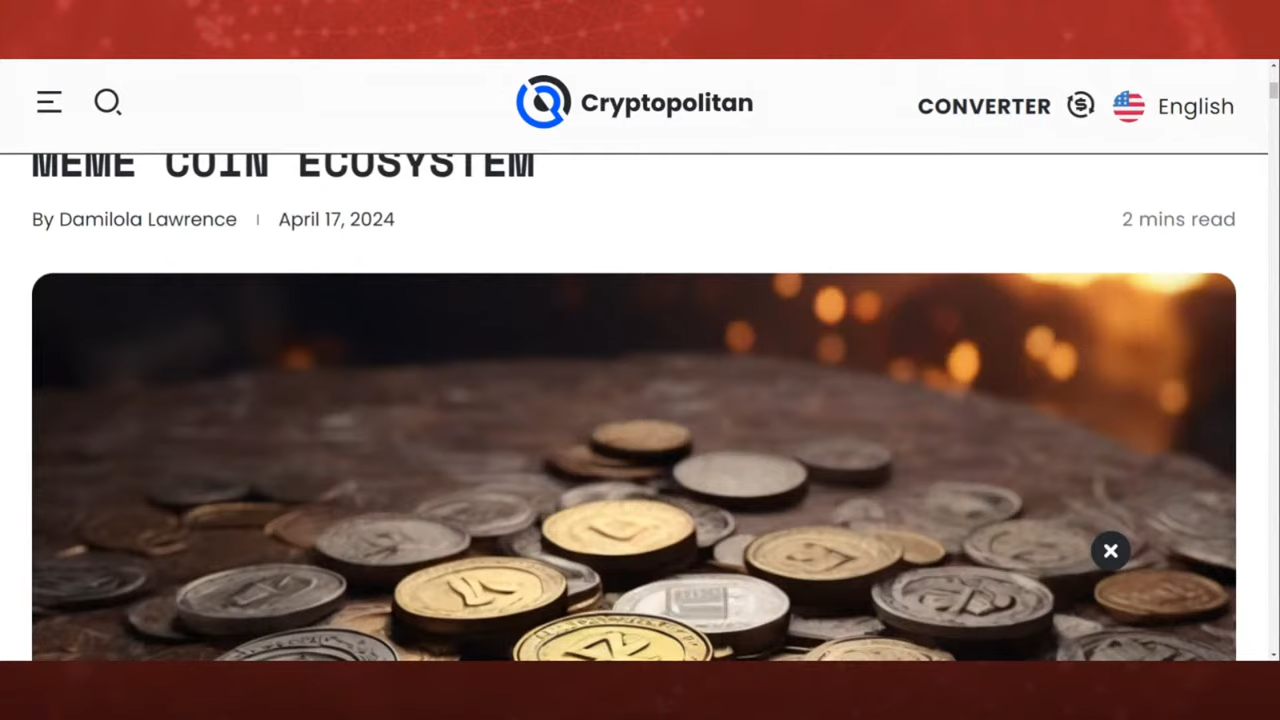 Cryptopolitan
CONVERTER
English
MEME COIN ECOSYSTEM
By Damilola Lawrence
April 17, 2024
2 mins read